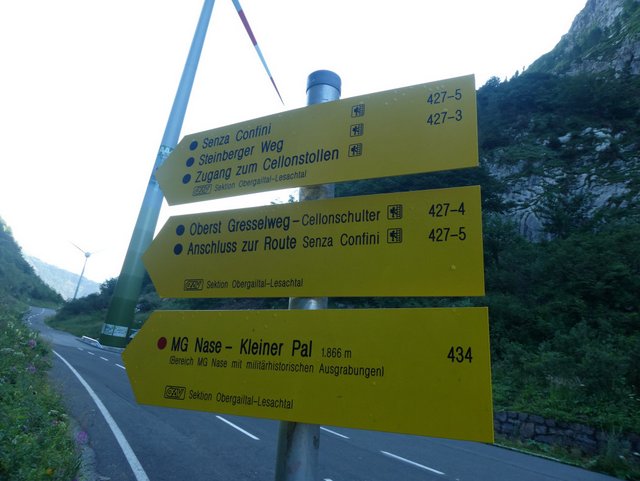 Senza Confini 427-5
Steinberger Weg 427-3
Zugang zum Cellonstollen
ÖAV Sektion Obergailtal-Lesachtal
Oberst Gresselweg – Cellonschulter 427-4
Anschluss zur Route Senza Confini 427-5
ÖAV Sektion Obergailtal-Lesachtal
MG Nase – Kleiner Pal 1.866 m 434
(Bereich MG Nase mit militärhistorischen Ausgrabungen)
ÖAV Sektion Obergailtal-Lesachtal